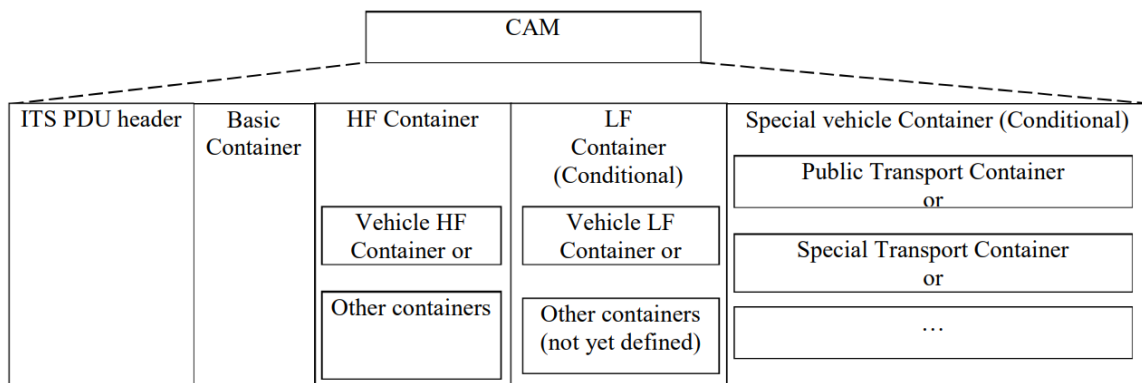 CAM
ITS PDU header
Basic
Container
HF Container
Vehicle HF
Container or
Other containers
LF
Container
(Conditional)
Vehicle LF
Container or
Other containers
(not yet defined)
Special vehicle Container (Conditional)
Public Transport Container
or
Special Transport Container
or
…